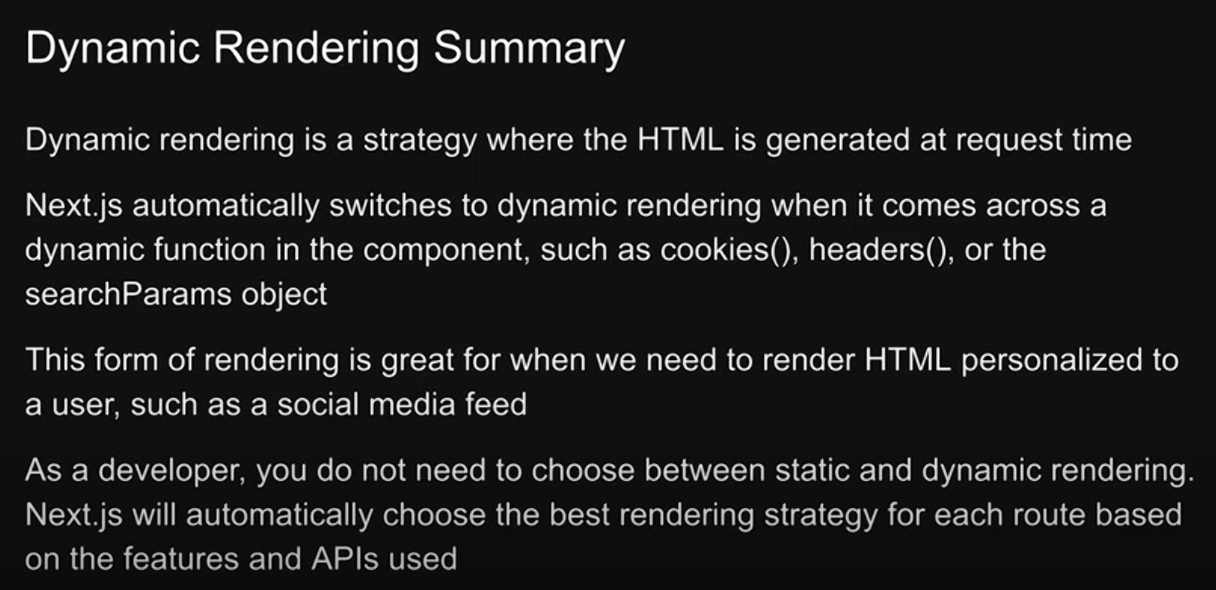 Dynamic Rendering Summary
Dynamic rendering is a strategy where the HTML is generated at request time
Next.js automatically switches to dynamic rendering when it comes across a
dynamic function in the component, such as cookies(), headers(), or the
searchParams object
This form of rendering is great for when we need to render HTML personalized to
a user, such as a social media feed
As a developer, you do not need to choose between static and dynamic rendering.
Next.js will automatically choose the best rendering strategy for each route based
on the features and APIs used